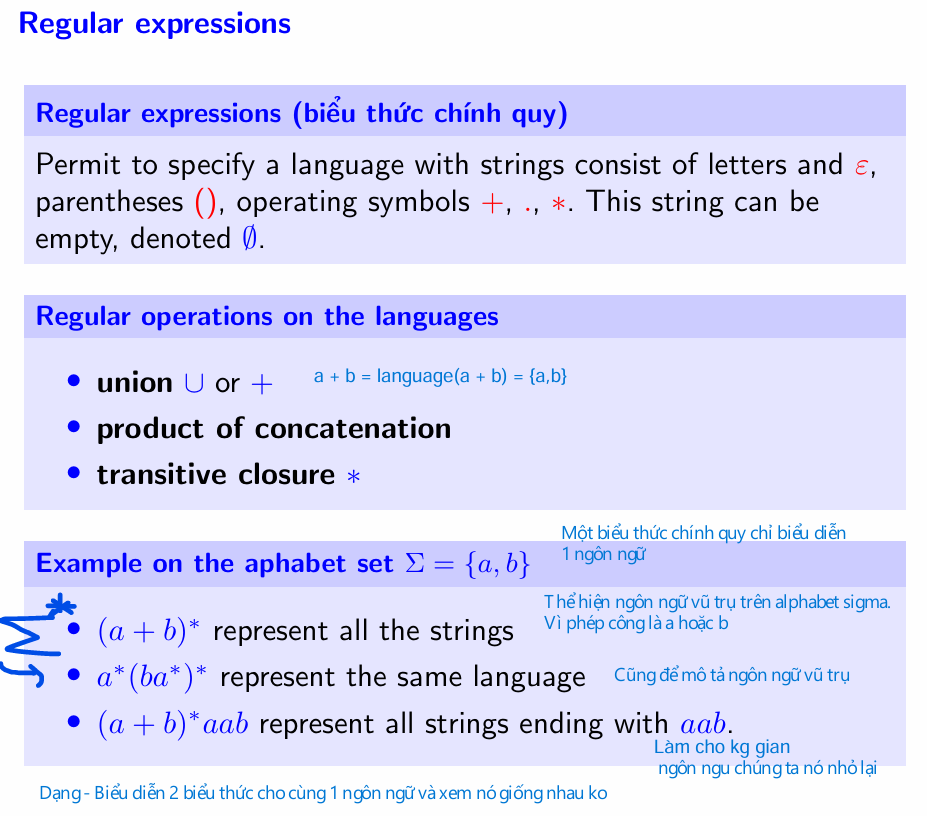 Regular expressions
Regular expressions (biểu thức chính quy)
Permit to specify a language with strings consist of letters and ε,
parentheses (), operating symbols +, ., ∗. This string can be
empty, denoted ∅.
Regular operations on the languages
• union ∪ or + a + b = language(a + b) = {a,b}
• product of concatenation
• transitive closure ∗
Một biểu thức chính quy chỉ biểu diễn
1 ngôn ngữ
Example on the aphabet set Σ = {a, b}
Thể hiện ngôn ngữ vũ trụ trên alphabet sigma.
Vì phép công là a hoặc b
Σ*
• (a + b)* represent all the strings
• a*(ba*)* represent the same language Cũng để mô tả ngôn ngữ vũ trụ
• (a + b)*aab represent all strings ending with aab.
Làm cho kg gian
ngôn ngu chúng ta nó nhỏ lại
Dạng - Biểu diễn 2 biểu thức cho cùng 1 ngôn ngữ và xem nó giống nhau ko